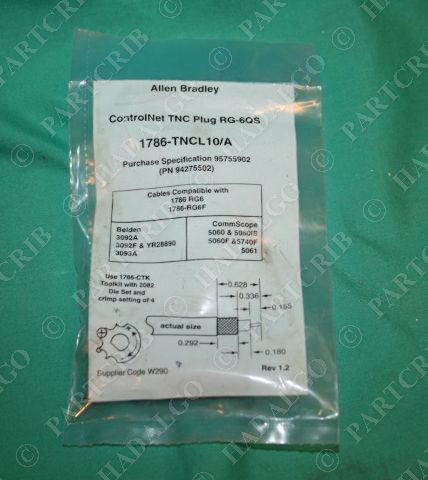 Allen Bradley
ControlNet TNC Plug RG-6QS
1786-TNCL10/A
Purchase Specification 95755902
(PN 94275502)
Cables Compatible with
1786 RG6
1786-RG6F
Belden
3092A
3092F & YR28890
3093A
CommScope
5060 & 5060IS
5060F &5740F
5061
Use 1786-CTK
Toolkit with 2082
Die Set and
crimp setting of 4
0.628
0.336
0.165
actual size
0.292
0.180
Supplier Code W290
Rev 1.2
PARTCRIB
HADALGO